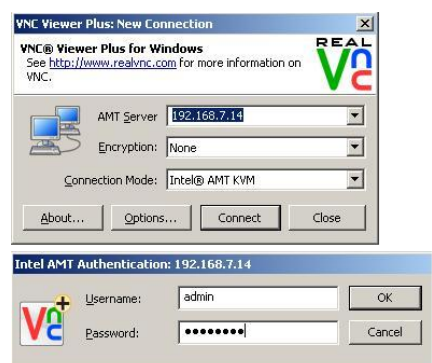 VNC Viewer Plus: New Connection
VNC® Viewer Plus for Windows
See http://www.realvnc.com for more information on
VNC.
REAL
VNC
AMT Server 192.168.7.14
Encryption: None
Connection Mode: Intel® AMT KVM
About... Options... Connect Close
Intel AMT Authentication: 192.168.7.14
VNC
Username: admin OK
Password: ●●●●●●●● Cancel